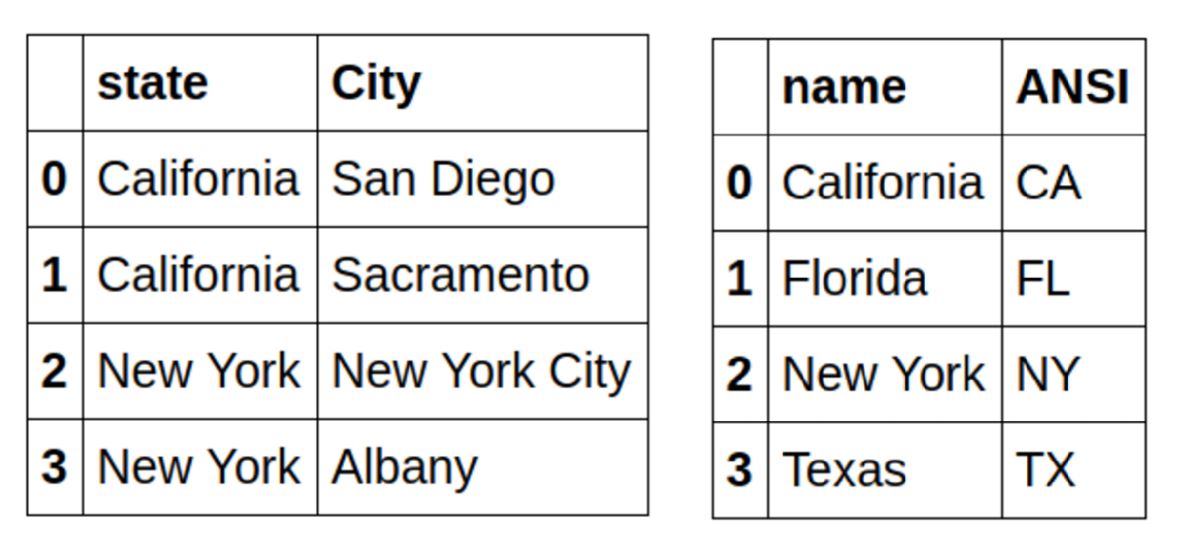 state City
0 California San Diego
1 California Sacramento
2 New York New York City
3 New York Albany
name ANSI
0 California CA
1 Florida FL
2 New York NY
3 Texas TX